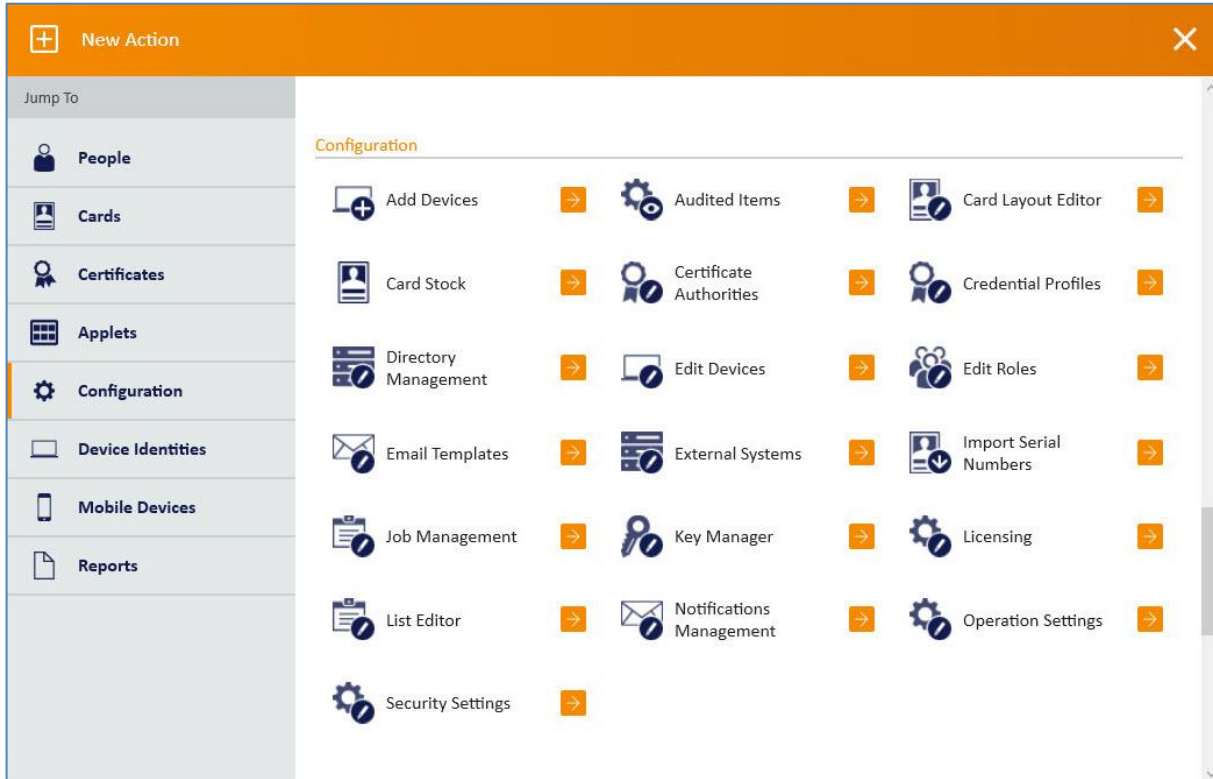 New Action
Jump To
People
Cards
Certificates
Applets
Configuration
Device Identities
Mobile Devices
Reports
Configuration
Add Devices
Audited Items
Card Layout Editor
Card Stock
Certificate
Authorities
Credential Profiles
Directory
Management
Edit Devices
Edit Roles
Email Templates
External Systems
Import Serial
Numbers
Job Management
Key Manager
Licensing
List Editor
Notifications
Management
Operation Settings
Security Settings